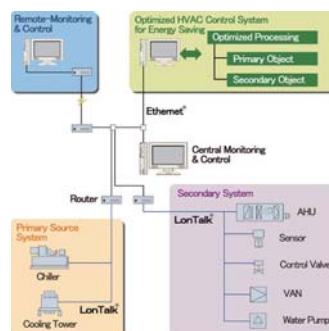 Remote-Monitoring
& Control
Optimized HVAC Control System
for Energy Saving
Optimized Processing
Primary Object
Secondary Object
Ethernet®
Central Monitoring
& Control
Router
Secondary System
LonTalk®
AHU
Sensor
Control Valve
VAN
Water Pump
Primary Source
System
Chiller
LonTalk®
Cooling Tower